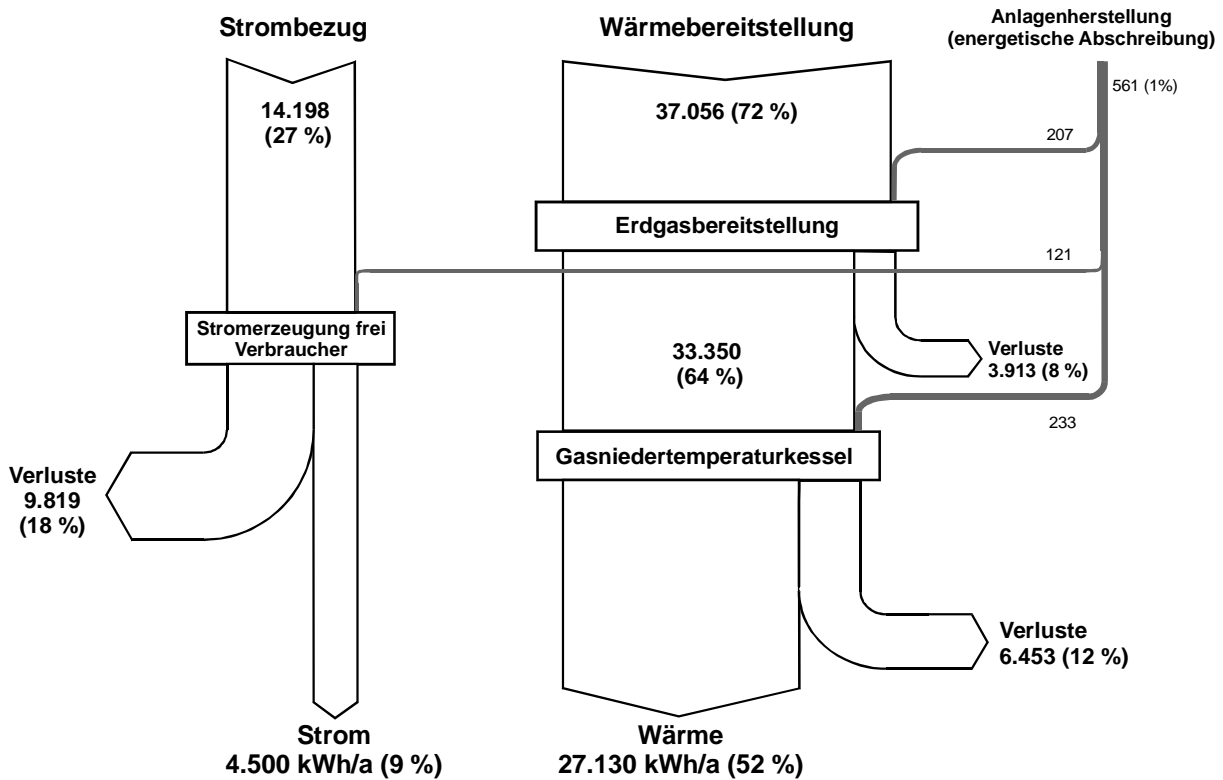 Strombezug
Wärmebereitstellung
Anlagenherstellung
(energetische Abschreibung)
14.198
(27 %)
37.056 (72 %)
561 (1%)
207
Erdgasbereitstellung
121
Stromerzeugung frei
Verbraucher
33.350
(64 %)
Verluste
3.913 (8 %)
233
Gasniedertemperaturkessel
Verluste
9.819
(18 %)
Verluste
6.453 (12 %)
Strom
4.500 kWh/a (9 %)
Wärme
27.130 kWh/a (52 %)